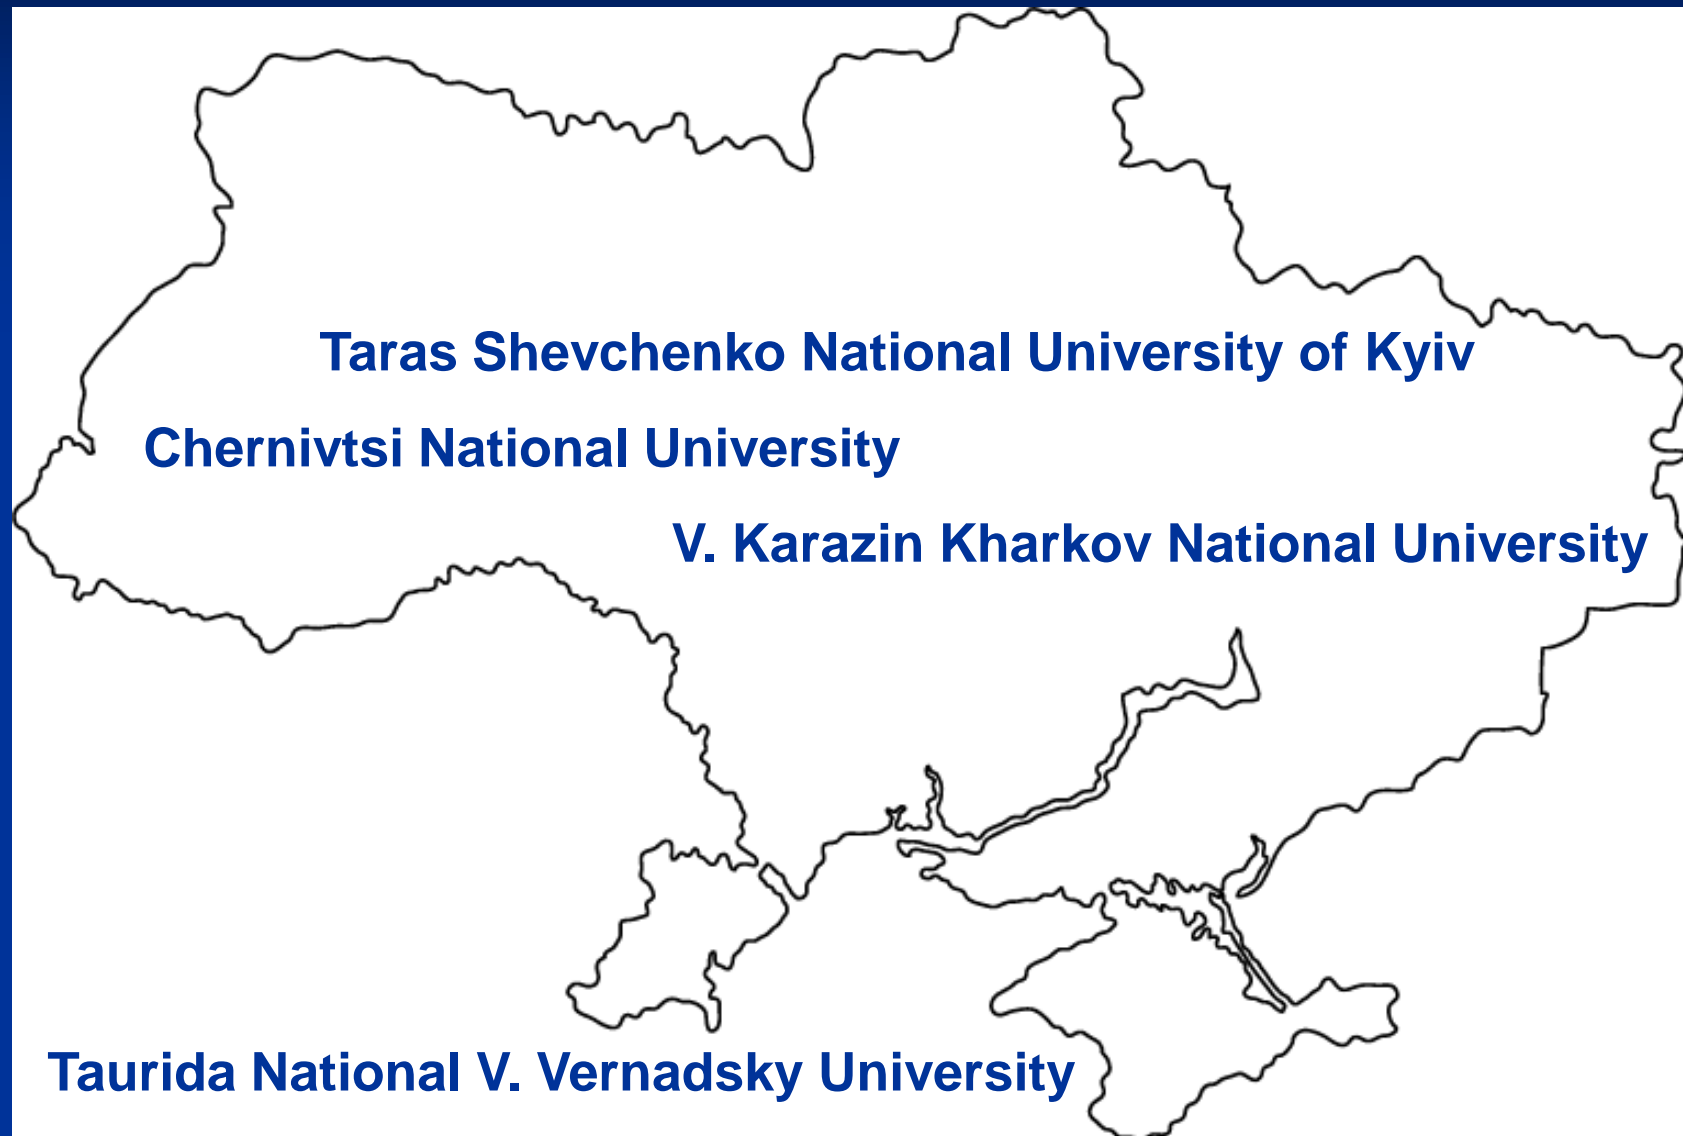 Taras Shevchenko National University of Kyiv
Chernivtsi National University
V. Karazin Kharkov National University
Taurida National V. Vernadsky University